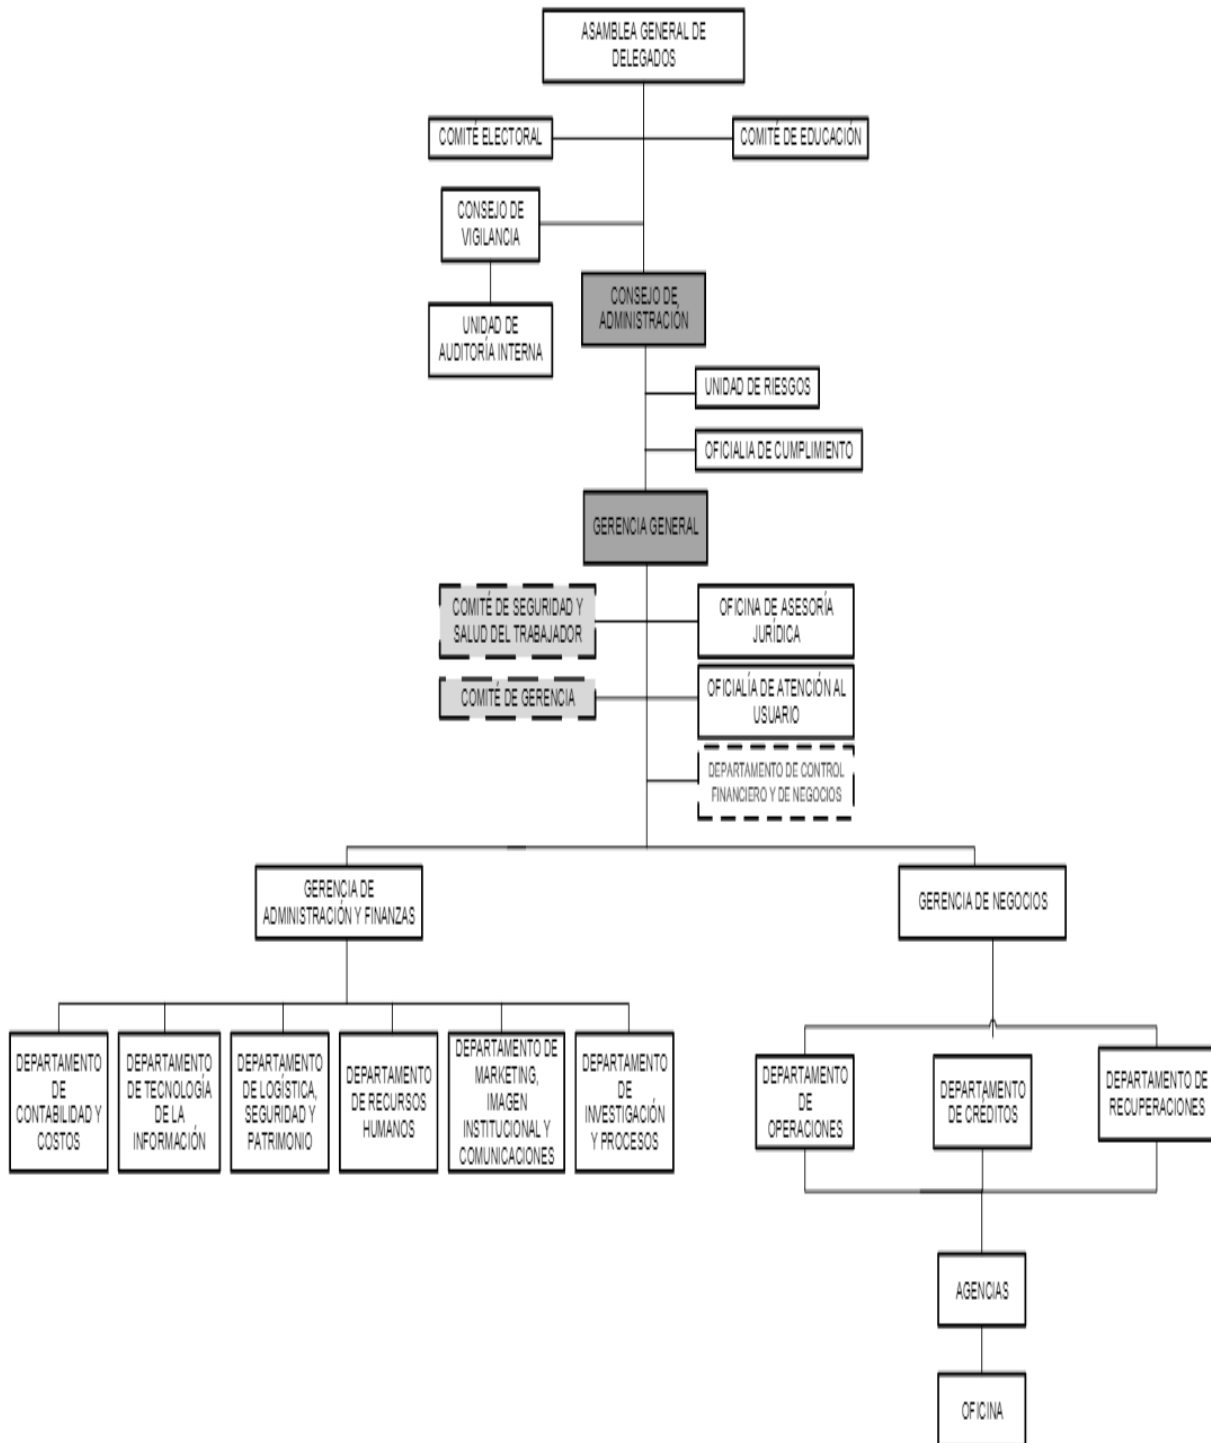 ASAMBLEA GENERAL DE
DELEGADOS
COMITÉ ELECTORAL
COMITÉ DE EDUCACIÓN
CONSEJO DE
VIGILANCIA
UNIDAD DE
AUDITORÍA INTERNA
CONSEJO DE
ADMINISTRACIÓN
UNIDAD DE RIESGOS
OFICIALIA DE CUMPLIMIENTO
GERENCIA GENERAL
COMITÉ DE SEGURIDAD Y
SALUD DEL TRABAJADOR
OFICINA DE ASESORÍA
JURÍDICA
COMITÉ DE GERENCIA
OFICIALÍA DE ATENCIÓN AL
USUARIO
DEPARTAMENTO DE CONTROL
FINANCIERO Y DE NEGOCIOS
GERENCIA DE
ADMINISTRACIÓN Y FINANZAS
GERENCIA DE NEGOCIOS
DEPARTAMENTO
DE
CONTABILIDAD Y
COSTOS
DEPARTAMENTO
DE TECNOLOGÍA
DE LA
INFORMACIÓN
DEPARTAMENTO
DE LOGÍSTICA,
SEGURIDAD Y
PATRIMONIO
DEPARTAMENTO
DE RECURSOS
HUMANOS
DEPARTAMENTO DE
MARKETING,
IMAGEN
INSTITUCIONAL Y
COMUNICACIONES
DEPARTAMENTO
DE
INVESTIGACIÓN
Y PROCESOS
DEPARTAMENTO
DE
OPERACIONES
DEPARTAMENTO
DE CRÉDITOS
DEPARTAMENTO DE
RECUPERACIONES
AGENCIAS
OFICINA